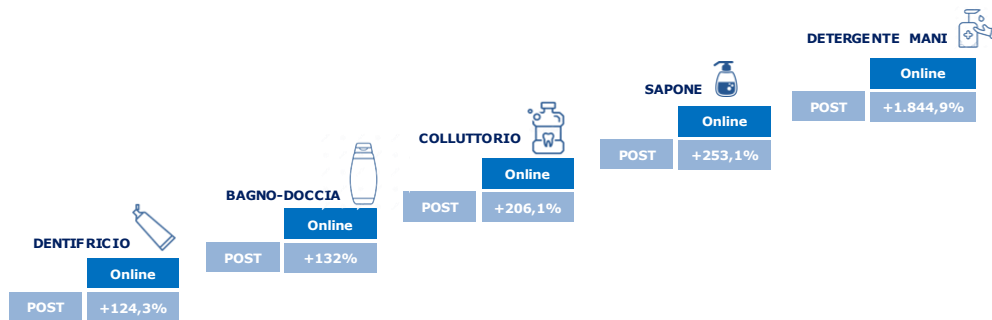 DENTIFRICIO
Online
POST +124,3%
BAGNO-DOCCIA
Online
POST +132%
COLLUTTORIO
Online
POST +206,1%
SAPONE
Online
POST +253,1%
DETERGENTE MANI
Online
POST +1.844,9%